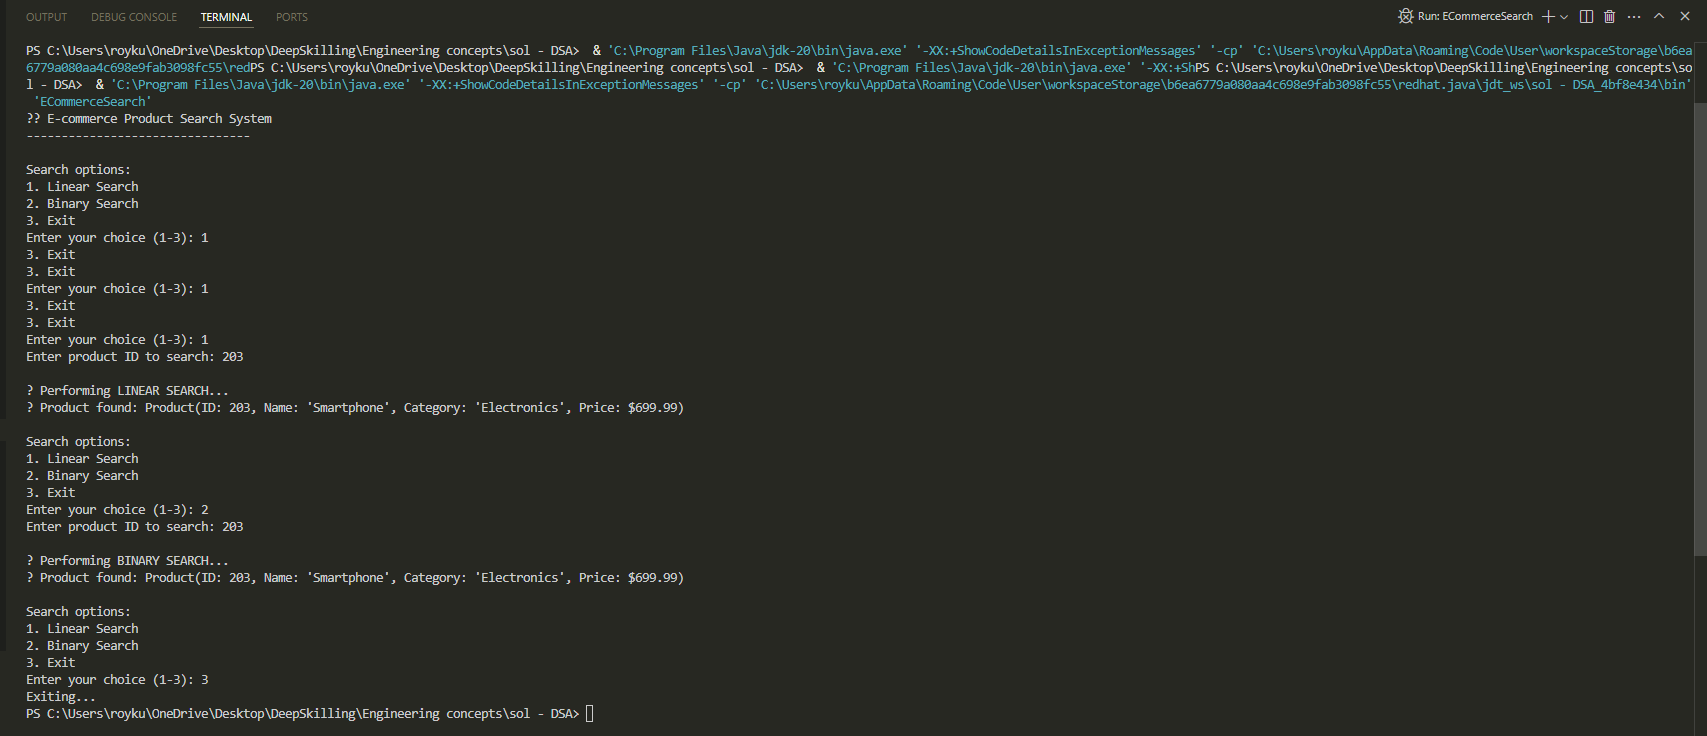 OUTPUT DEBUG CONSOLE TERMINAL PORTS Run: ECommerceSearch
PS C:\Users\royku\OneDrive\Desktop\DeepSkilling\Engineering concepts\sol - DSA>  & 'C:\Program Files\Java\jdk-20\bin\java.exe' '-XX:+ShowCodeDetailsInExceptionMessages' '-cp' 'C:\Users\royku\AppData\Roaming\Code\User\workspaceStorage\b6ea
6779a080aa4c698e9fab3098fc55\redPS C:\Users\royku\OneDrive\Desktop\DeepSkilling\Engineering concepts\sol - DSA>  & 'C:\Program Files\Java\jdk-20\bin\java.exe' '-XX:+ShPS C:\Users\royku\OneDrive\Desktop\DeepSkilling\Engineering concepts\so
l - DSA>  & 'C:\Program Files\Java\jdk-20\bin\java.exe' '-XX:+ShowCodeDetailsInExceptionMessages' '-cp' 'C:\Users\royku\AppData\Roaming\Code\User\workspaceStorage\b6ea6779a080aa4c698e9fab3098fc55\redhat.java\jdt_ws\sol - DSA_4bf8e434\bin'
'ECommerceSearch'
?? E-commerce Product Search System
--------------------------------
Search options:
1. Linear Search
2. Binary Search
3. Exit
Enter your choice (1-3): 1
3. Exit
3. Exit
Enter your choice (1-3): 1
3. Exit
3. Exit
Enter your choice (1-3): 1
Enter product ID to search: 203
? Performing LINEAR SEARCH...
? Product found: Product(ID: 203, Name: 'Smartphone', Category: 'Electronics', Price: $699.99)
Search options:
1. Linear Search
2. Binary Search
3. Exit
Enter your choice (1-3): 2
Enter product ID to search: 203
? Performing BINARY SEARCH...
? Product found: Product(ID: 203, Name: 'Smartphone', Category: 'Electronics', Price: $699.99)
Search options:
1. Linear Search
2. Binary Search
3. Exit
Enter your choice (1-3): 3
Exiting...
PS C:\Users\royku\OneDrive\Desktop\DeepSkilling\Engineering concepts\sol - DSA>